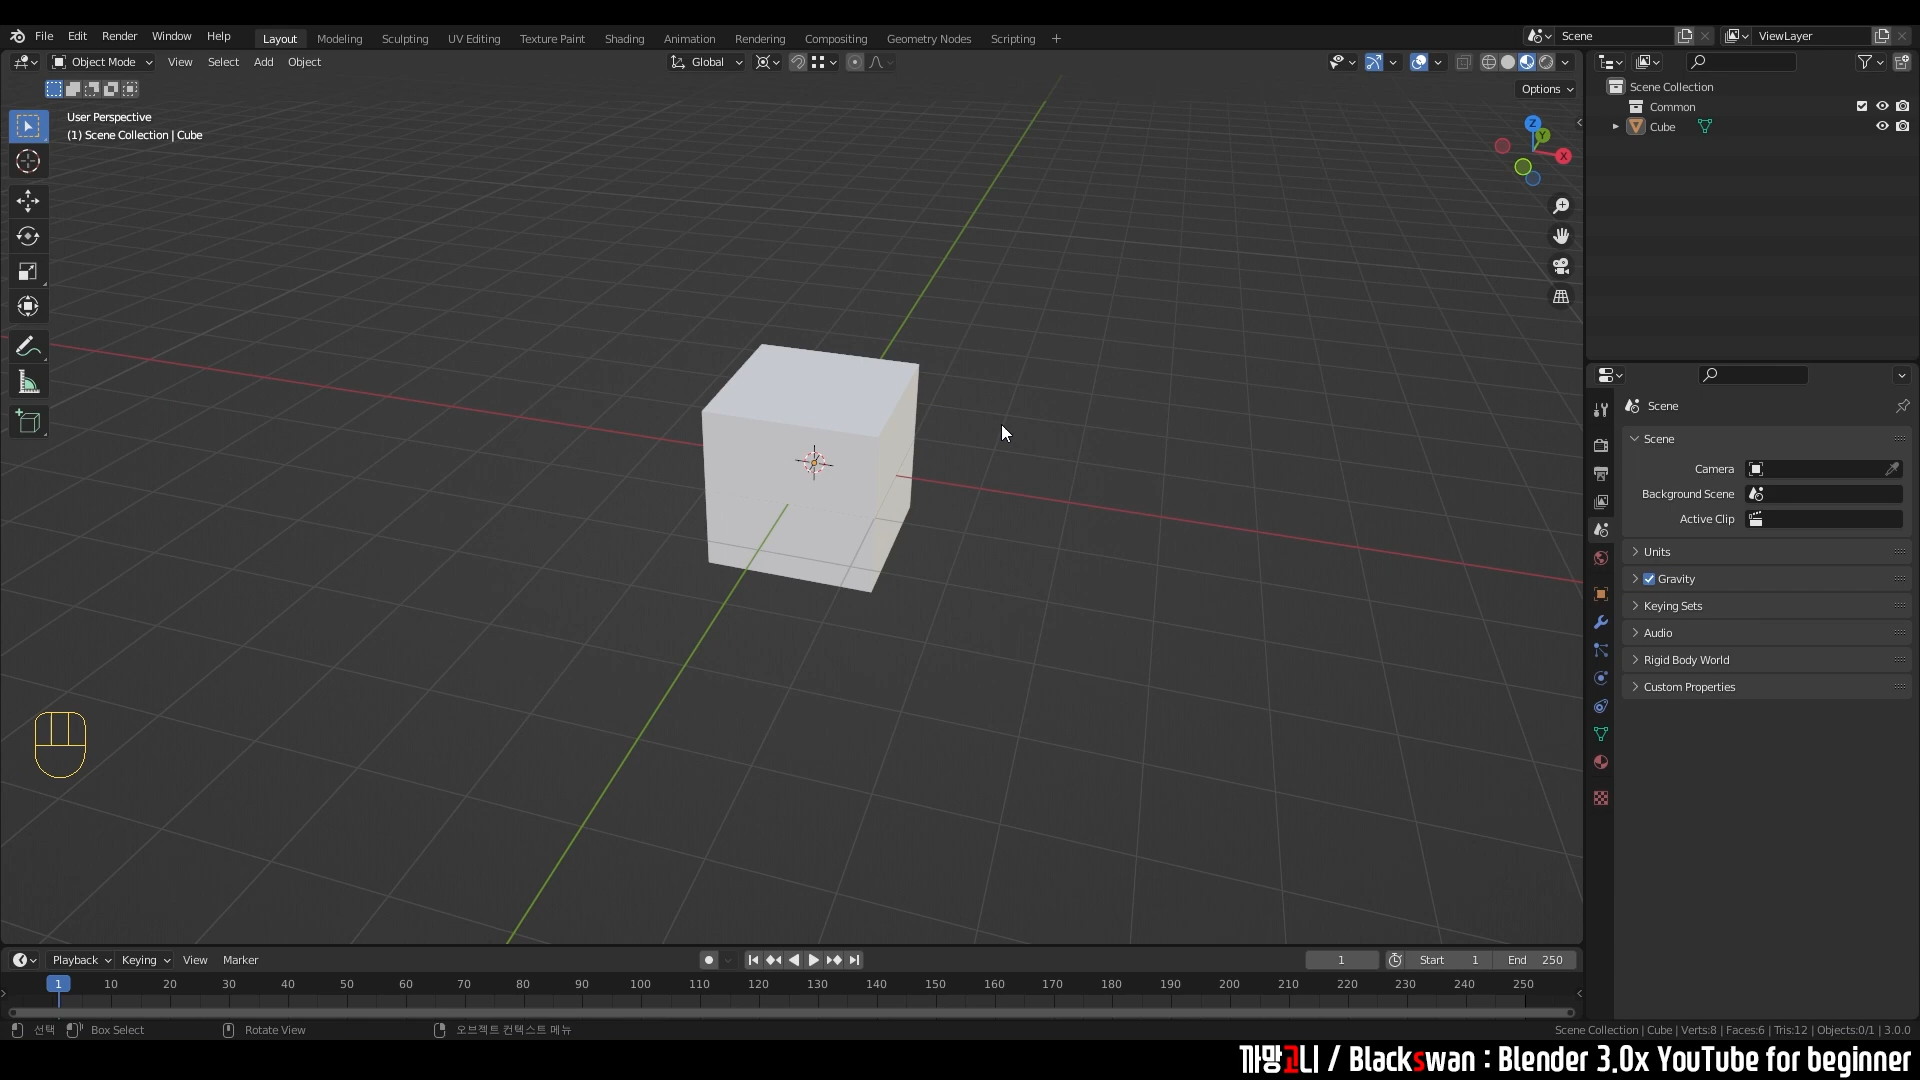 File Edit Render Window Help Layout Modeling Sculpting UV Editing Texture Paint Shading Animation Rendering Compositing Geometry Nodes Scripting + Scene ViewLayer
Object Mode View Select Add Object Global
Options
User Perspective
(1) Scene Collection | Cube
Z
Y
X
Scene Collection
Common
Cube
Scene
Scene
Camera
Background Scene
Active Clip
Units
Gravity
Keying Sets
Audio
Rigid Body World
Custom Properties
Playback Keying View Marker 1 Start 1 End 250
1 10 20 30 40 50 60 70 80 90 100 110 120 130 140 150 160 170 180 190 200 210 220 230 240 250
선택 Box Select Rotate View 오브젝트 컨텍스트 메뉴 Scene Collection | Cube | Verts:8 | Faces:6 | Tris:12 | Objects:0/1 | 3.0.0
까망고니 / Blackswan : Blender 3.0x YouTube for beginner